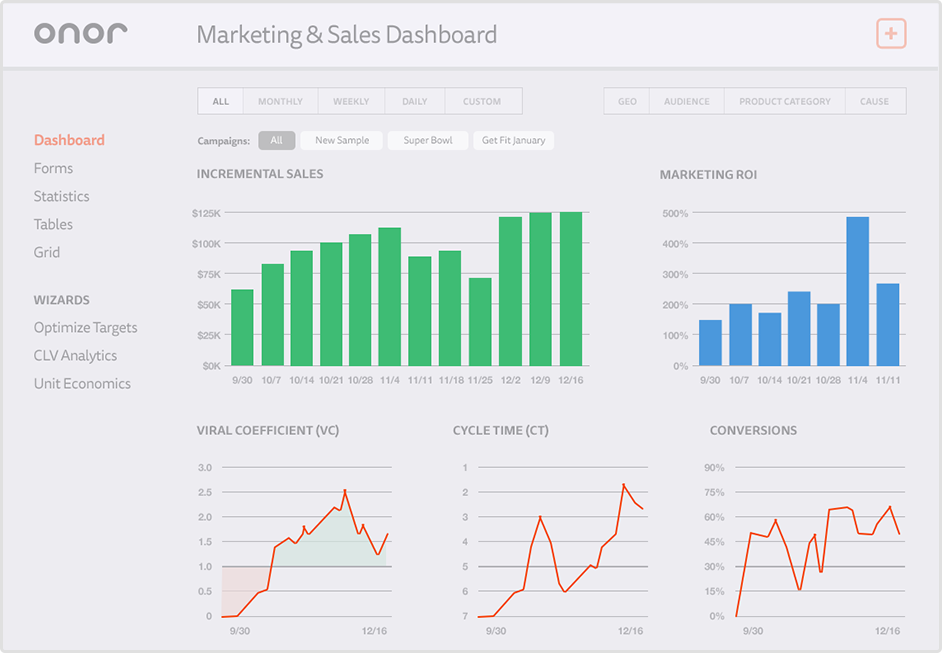 onor
Marketing & Sales Dashboard
ALL MONTHLY WEEKLY DAILY CUSTOM
GEO AUDIENCE PRODUCT CATEGORY CAUSE
Campaigns: All New Sample Super Bowl Get Fit January
Dashboard
Forms
Statistics
Tables
Grid
WIZARDS
Optimize Targets
CLV Analytics
Unit Economics
INCREMENTAL SALES
$125K
$100K
$75K
$50K
$25K
$0K
9/30 10/7 10/14 10/21 10/28 11/4 11/11 11/18 11/25 12/2 12/9 12/16
MARKETING ROI
500%
400%
300%
200%
100%
0%
9/30 10/7 10/14 10/21 10/28 11/4 11/11
VIRAL COEFFICIENT (VC)
3.0
2.5
2.0
1.5
1.0
0.5
0
9/30 12/16
CYCLE TIME (CT)
1
2
3
4
5
6
7
9/30 12/16
CONVERSIONS
90%
75%
60%
45%
30%
15%
0%
9/30 12/16